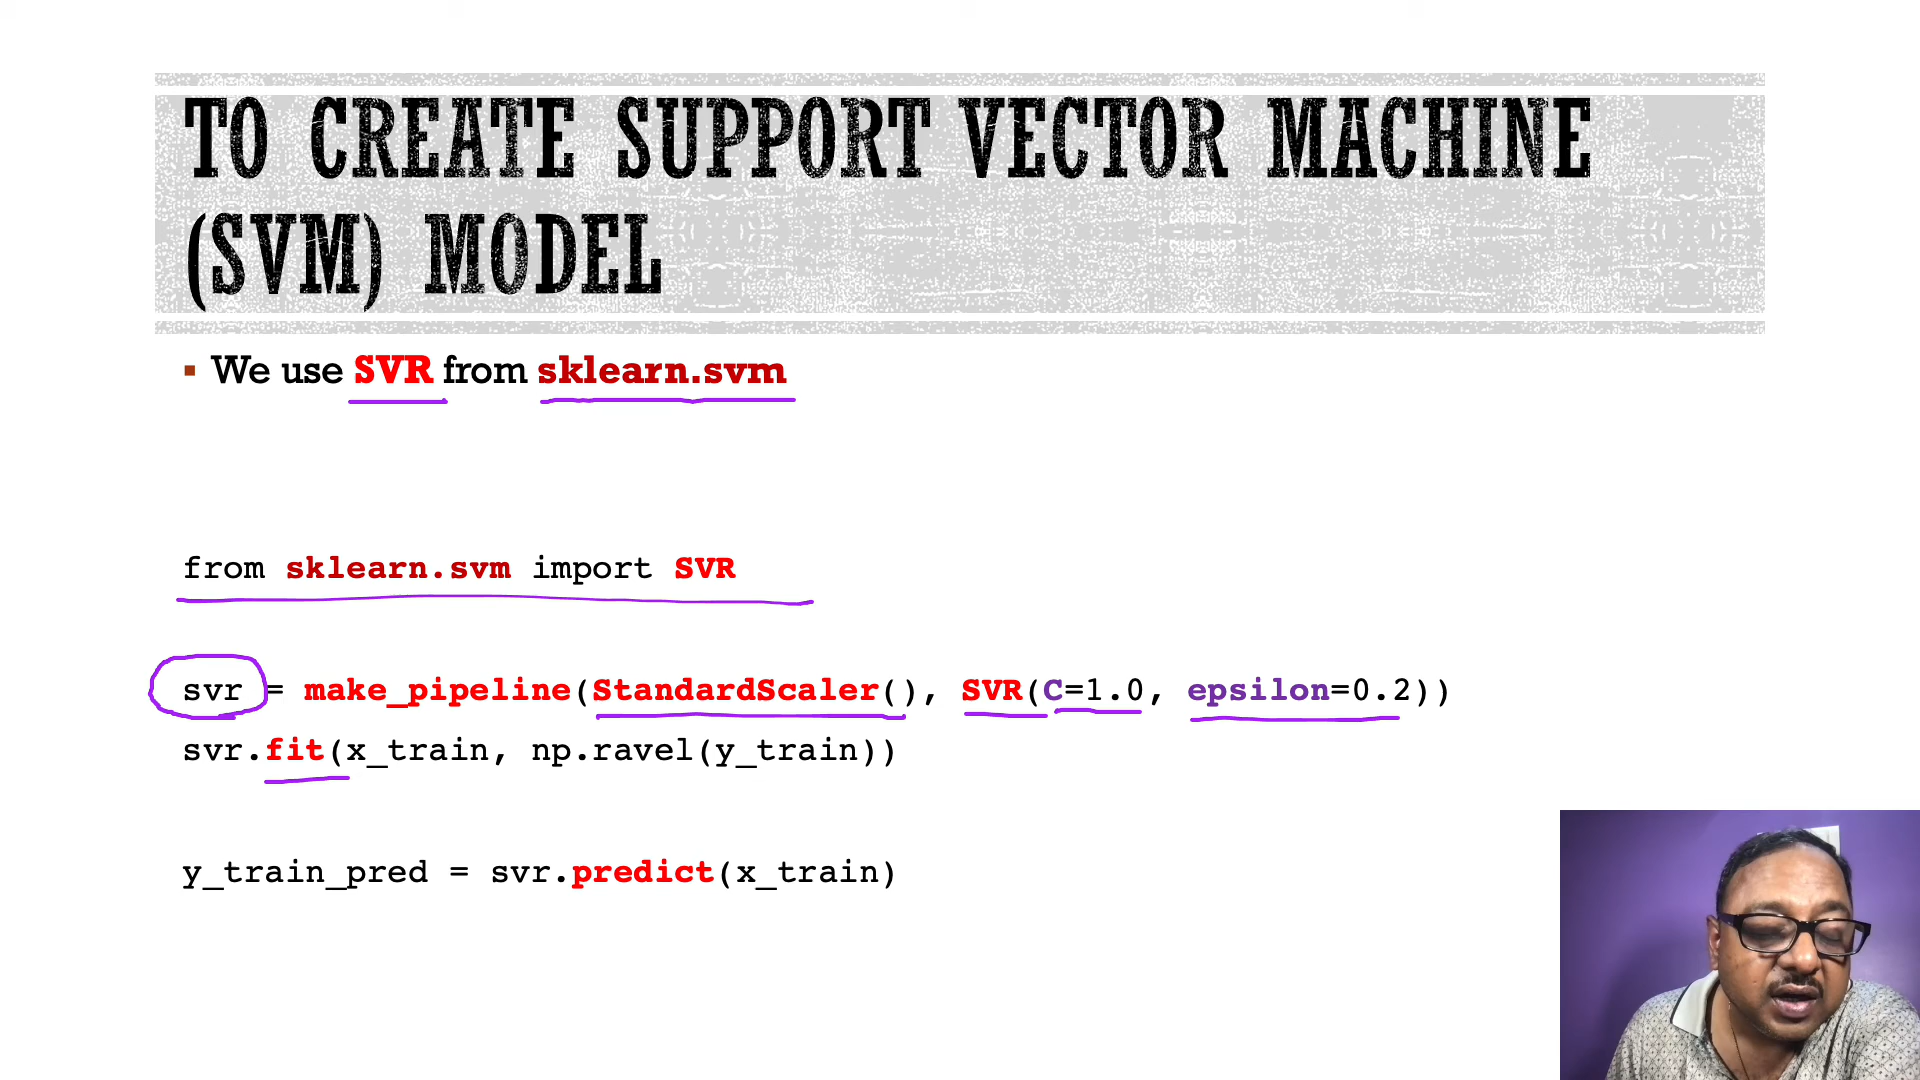 TO CREATE SUPPORT VECTOR MACHINE
(SVM) MODEL
▪ We use SVR from sklearn.svm
from sklearn.svm import SVR
svr = make_pipeline(StandardScaler(), SVR(C=1.0, epsilon=0.2))
svr.fit(x_train, np.ravel(y_train))
y_train_pred = svr.predict(x_train)